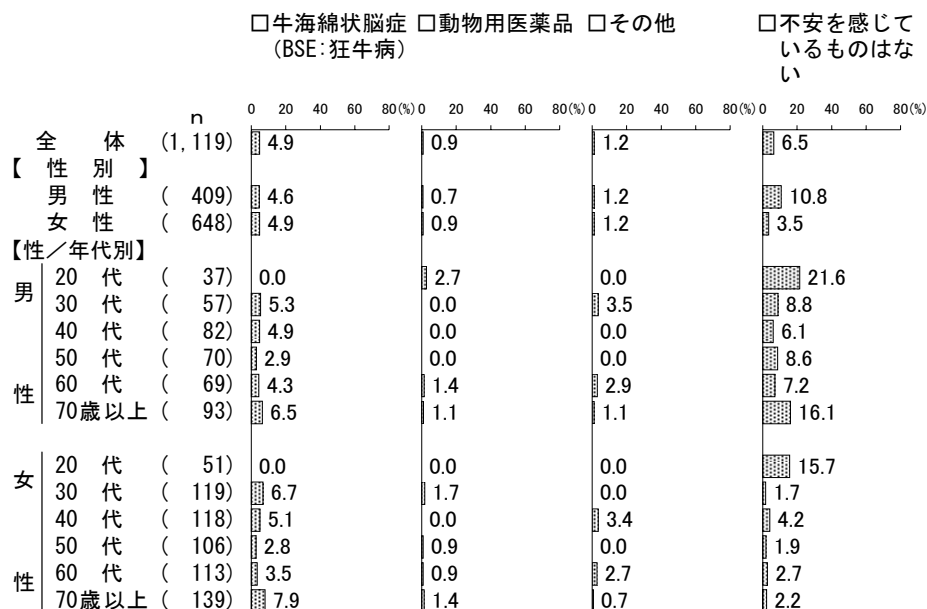 □牛海綿状脳症 □動物用医薬品 □その他 □不安を感じて
(BSE:狂牛病) いるものはな
い
n 0 20 40 60 80(%) 0 20 40 60 80(%) 0 20 40 60 80(%) 0 20 40 60 80(%)
全 体 (1,119) 4.9 0.9 1.2 6.5
【 性 別 】
男 性 ( 409) 4.6 0.7 1.2 10.8
女 性 ( 648) 4.9 0.9 1.2 3.5
【性／年代別】
男性 20 代 ( 37) 0.0 2.7 0.0 21.6
30 代 ( 57) 5.3 0.0 3.5 8.8
40 代 ( 82) 4.9 0.0 0.0 6.1
50 代 ( 70) 2.9 0.0 0.0 8.6
60 代 ( 69) 4.3 1.4 2.9 7.2
70歳以上 ( 93) 6.5 1.1 1.1 16.1
女性 20 代 ( 51) 0.0 0.0 0.0 15.7
30 代 ( 119) 6.7 1.7 0.0 1.7
40 代 ( 118) 5.1 0.0 3.4 4.2
50 代 ( 106) 2.8 0.9 0.0 1.9
60 代 ( 113) 3.5 0.9 2.7 2.7
70歳以上 ( 139) 7.9 1.4 0.7 2.2